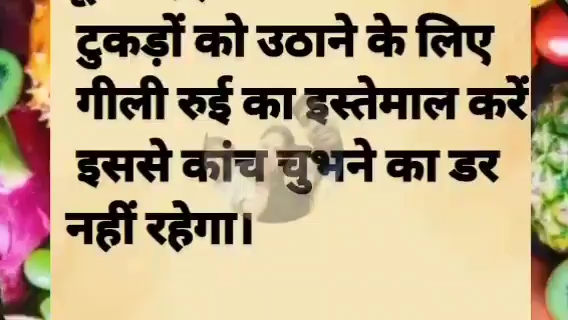 टुकड़ों को उठाने के लिए
गीली रुई का इस्तेमाल करें
इससे कांच चुभने का डर
नहीं रहेगा।